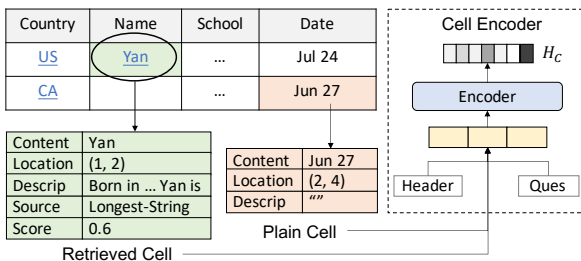 Country Name School Date
US Yan ... Jul 24
CA ... Jun 27
Content Yan
Location (1, 2)
Descrip Born in ... Yan is
Source Longest-String
Score 0.6
Retrieved Cell
Content Jun 27
Location (2, 4)
Descrip “”
Plain Cell
Cell Encoder
H_C
Encoder
Header Ques